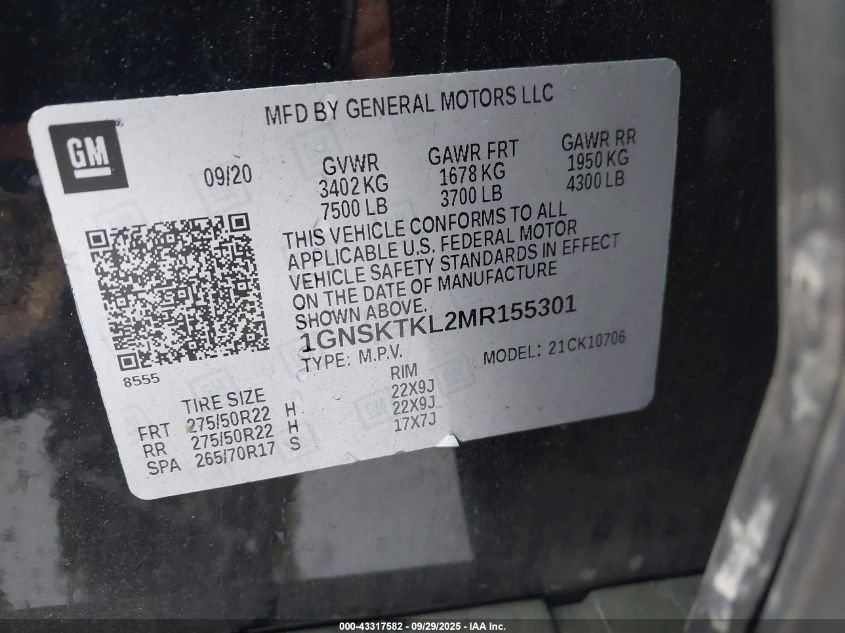 MFD BY GENERAL MOTORS LLC
GM
09/20
GVWR GAWR FRT GAWR RR
3402 KG 1678 KG 1950 KG
7500 LB 3700 LB 4300 LB
THIS VEHICLE CONFORMS TO ALL
APPLICABLE U.S. FEDERAL MOTOR
VEHICLE SAFETY STANDARDS IN EFFECT
ON THE DATE OF MANUFACTURE
SHOWN ABOVE.
1GNSKTKL2MR155301
TYPE: M.P.V. MODEL: 21CK10706
8555
TIRE SIZE RIM
FRT 275/50R22 H 22X9J
RR 275/50R22 H 22X9J
SPA 265/70R17 S 17X7J
000-43317582 / 09/29/2025 - IAA Inc.